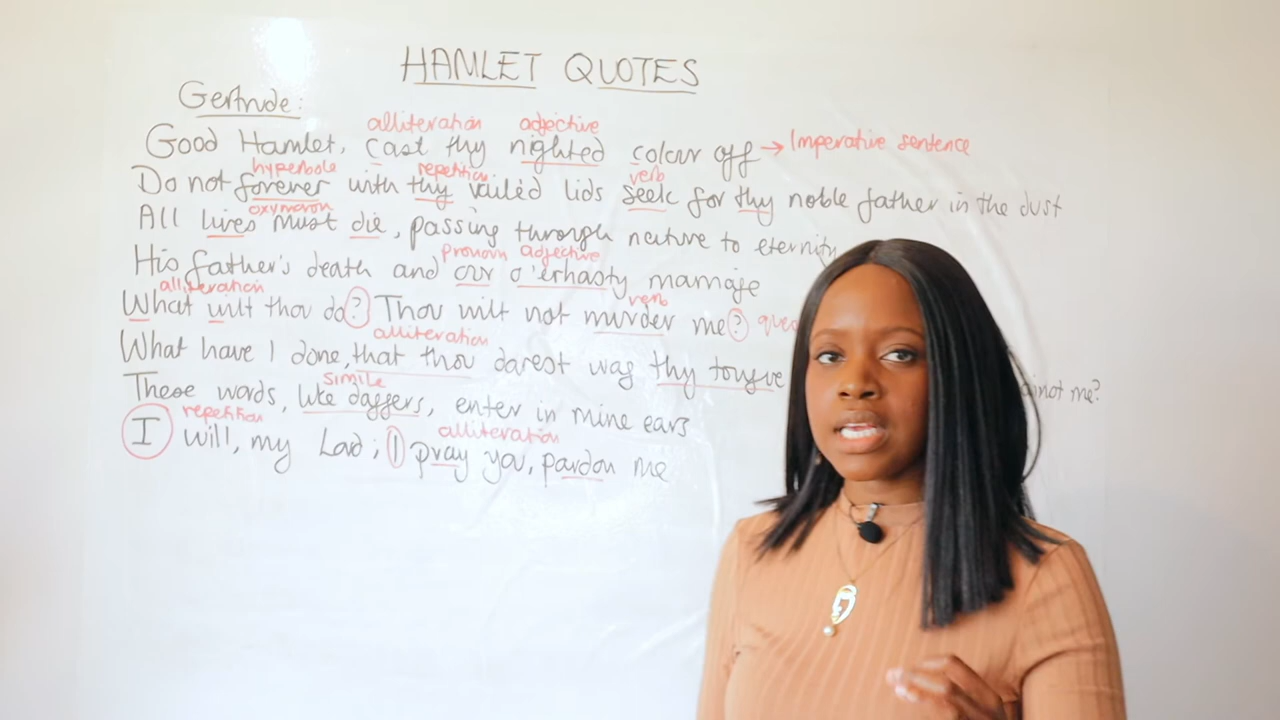 HAMLET QUOTES
Gertrude:
alliteration adjective
Good Hamlet, cast thy nighted colour off → Imperative sentence
hyperbole repetition verb
Do not forever with thy vailéd lids seek for thy noble father in the dust
oxymoron
All lives must die, passing through nature to eternity
pronoun adjective
His father's death and our o'erhasty marriage
alliteration verb
What wilt thou do? Thou wilt not murder me?
alliteration
What have I done, that thou darest wag thy tongue me?
simile
These words, like daggers, enter in mine ears
repetition alliteration
I will, my Lord; I pray you, pardon me